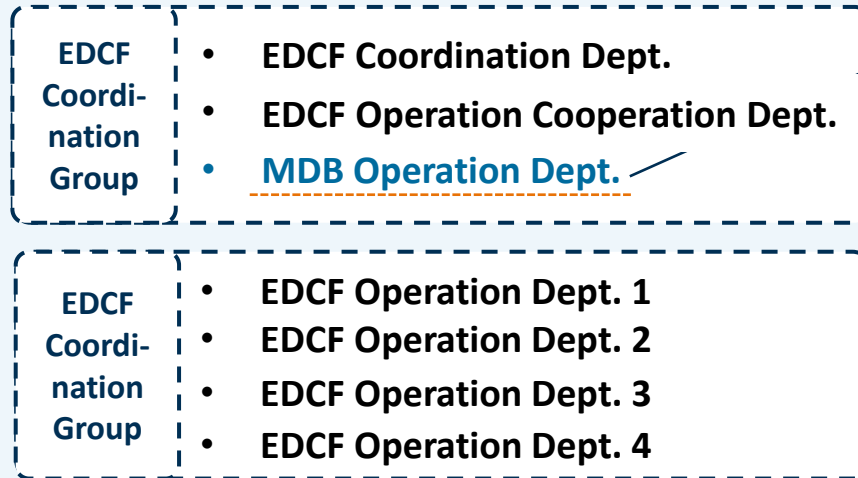 EDCF
Coordi-
nation
Group
• EDCF Coordination Dept.
• EDCF Operation Cooperation Dept.
• MDB Operation Dept.
EDCF
Coordi-
nation
Group
• EDCF Operation Dept. 1
• EDCF Operation Dept. 2
• EDCF Operation Dept. 3
• EDCF Operation Dept. 4